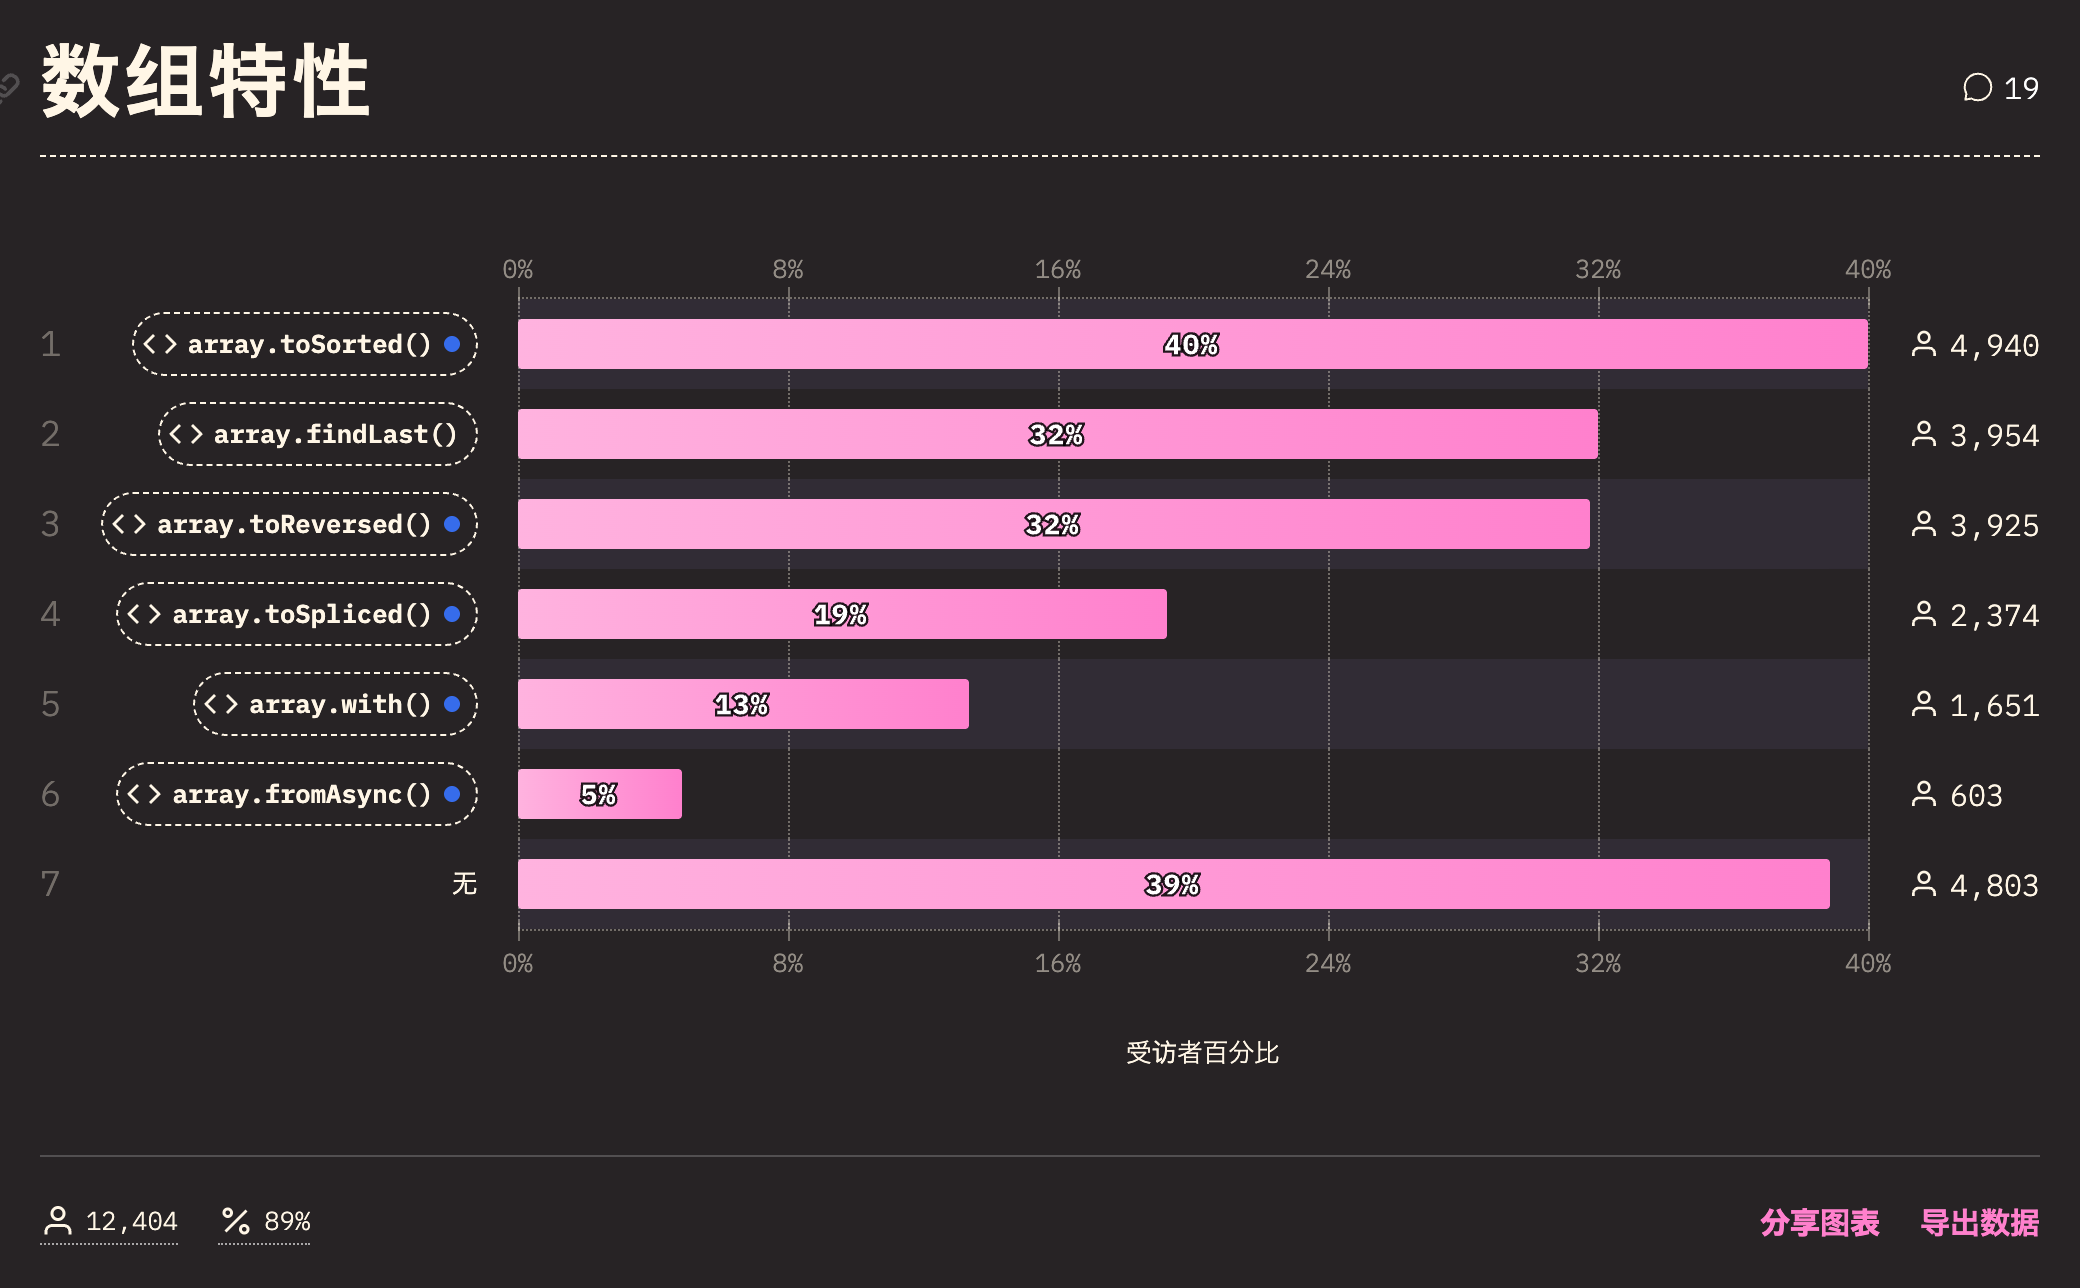 数组特性
19
0% 8% 16% 24% 32% 40%
1 <> array.toSorted() 40% 4,940
2 <> array.findLast() 32% 3,954
3 <> array.toReversed() 32% 3,925
4 <> array.toSpliced() 19% 2,374
5 <> array.with() 13% 1,651
6 <> array.fromAsync() 5% 603
7 无 39% 4,803
0% 8% 16% 24% 32% 40%
受访者百分比
12,404 % 89% 分享图表 导出数据